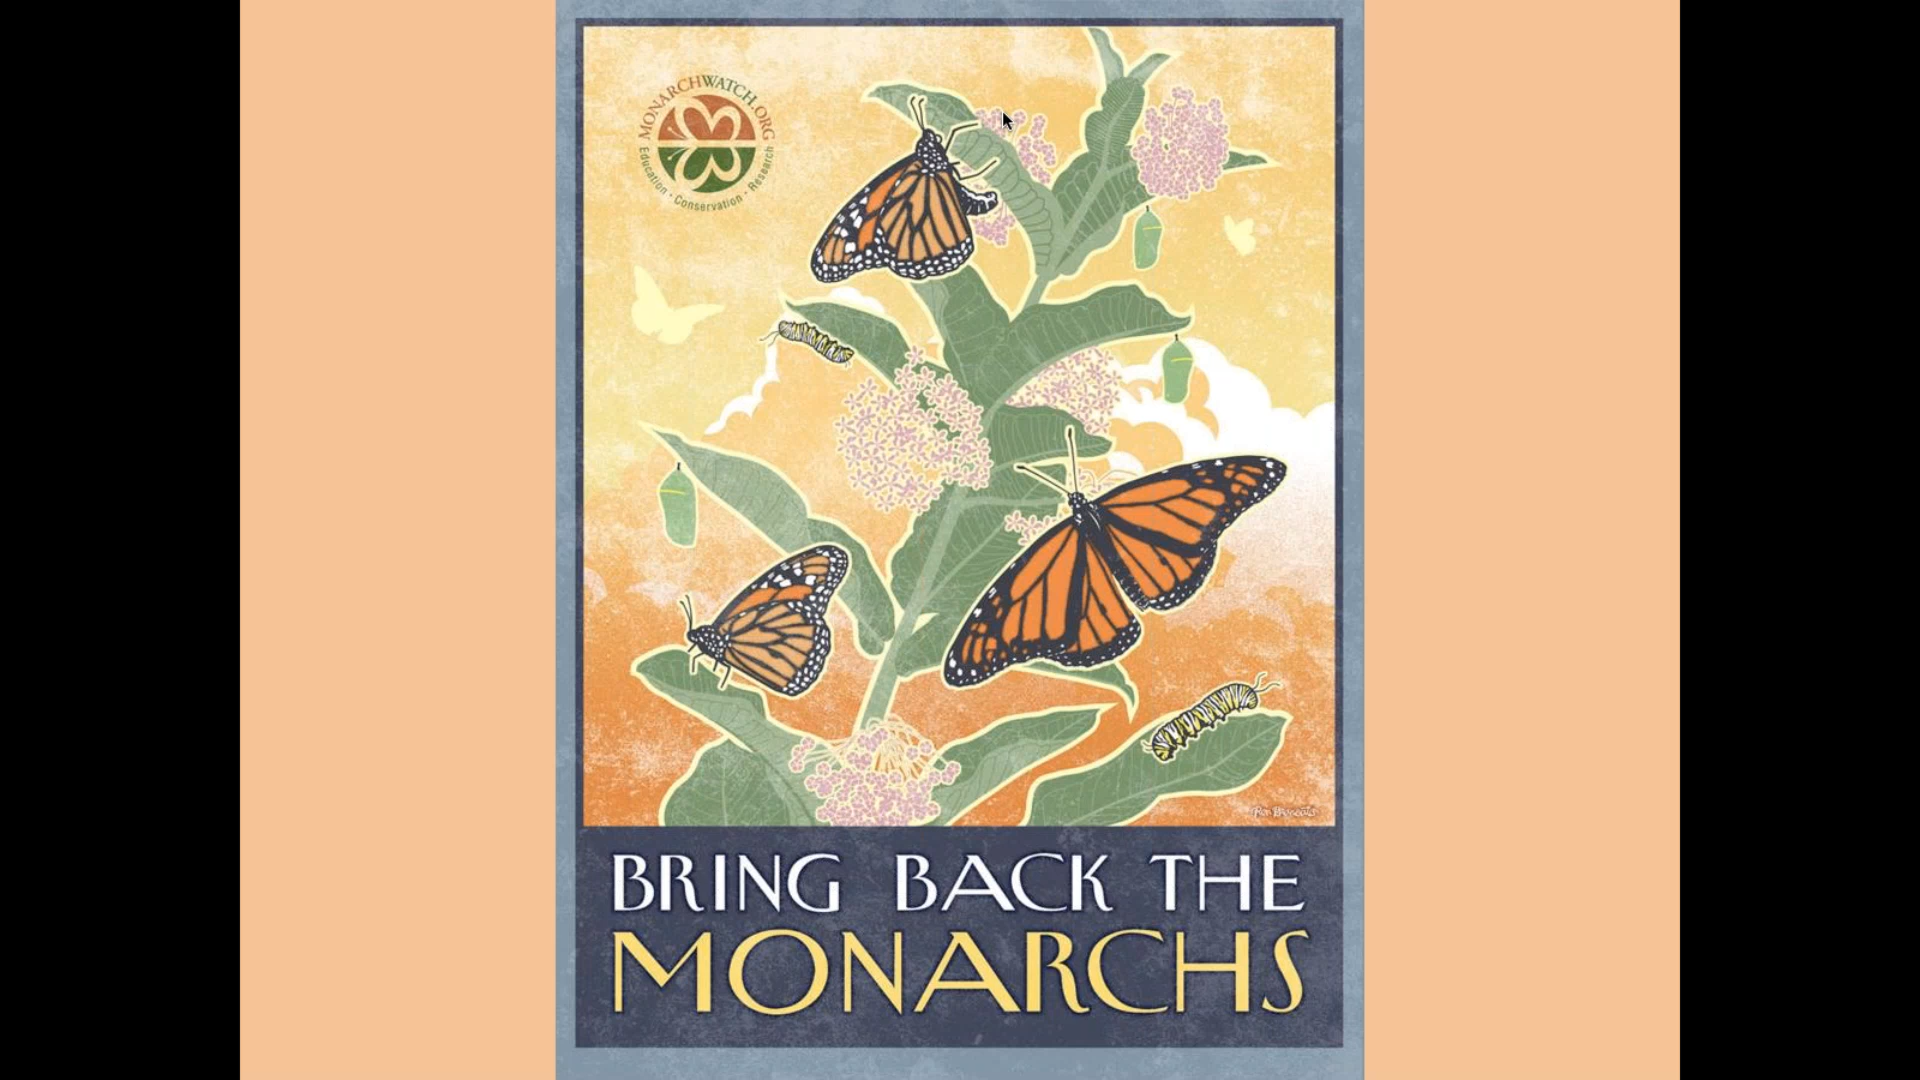 MONARCHWATCH.ORG
Education · Conservation · Research
BRING BACK THE
MONARCHS